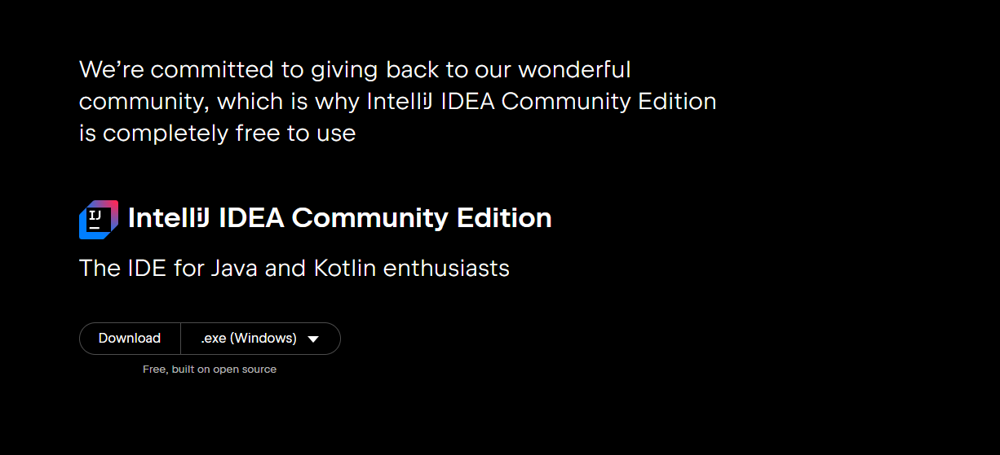 We’re committed to giving back to our wonderful
community, which is why IntelliJ IDEA Community Edition
is completely free to use
IJ
IntelliJ IDEA Community Edition
The IDE for Java and Kotlin enthusiasts
Download .exe (Windows)
Free, built on open source